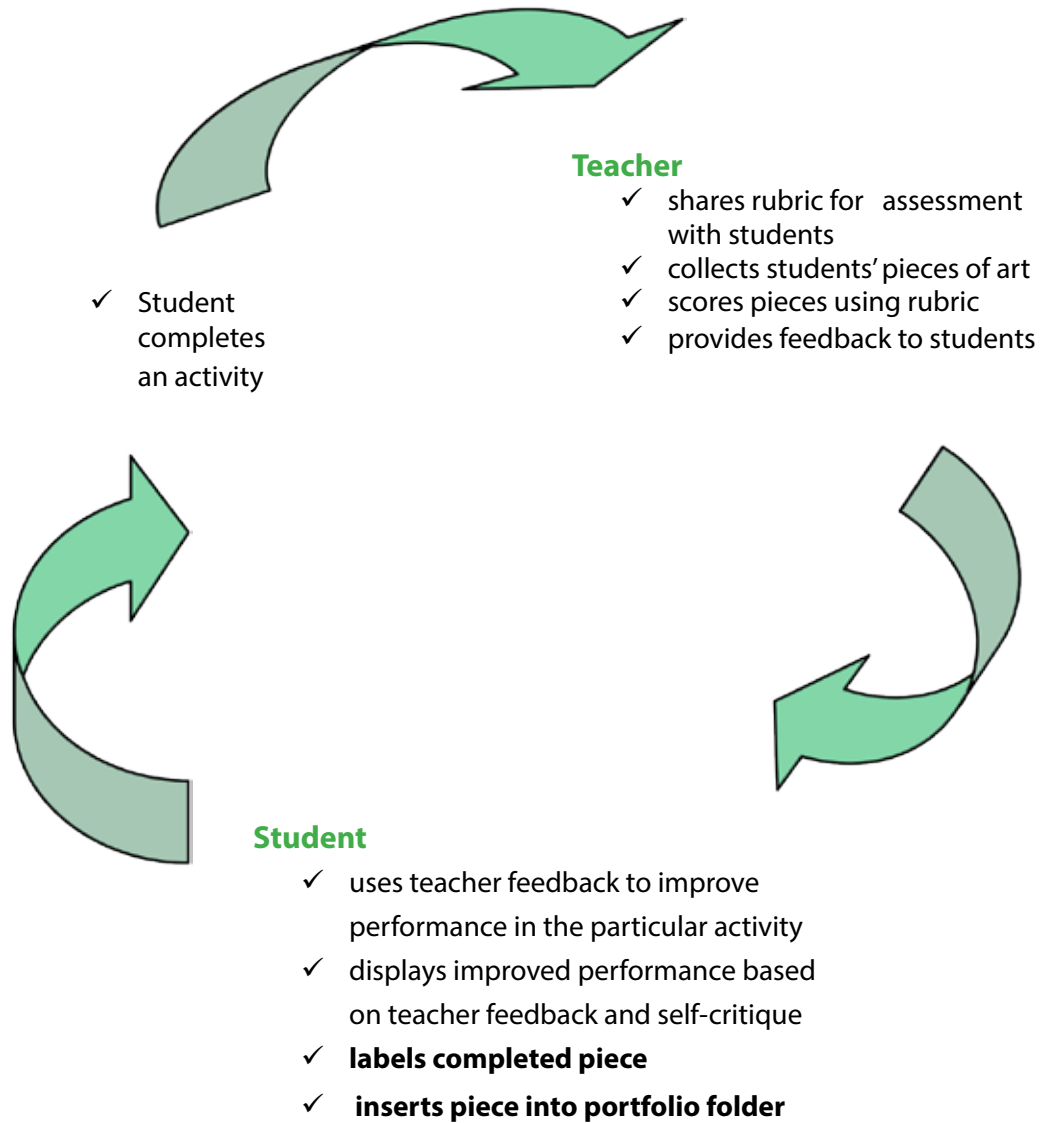 Teacher
✓ shares rubric for assessment
with students
✓ collects students’ pieces of art
✓ scores pieces using rubric
✓ provides feedback to students
✓ Student
completes
an activity
Student
✓ uses teacher feedback to improve
performance in the particular activity
✓ displays improved performance based
on teacher feedback and self-critique
✓ labels completed piece
✓ inserts piece into portfolio folder